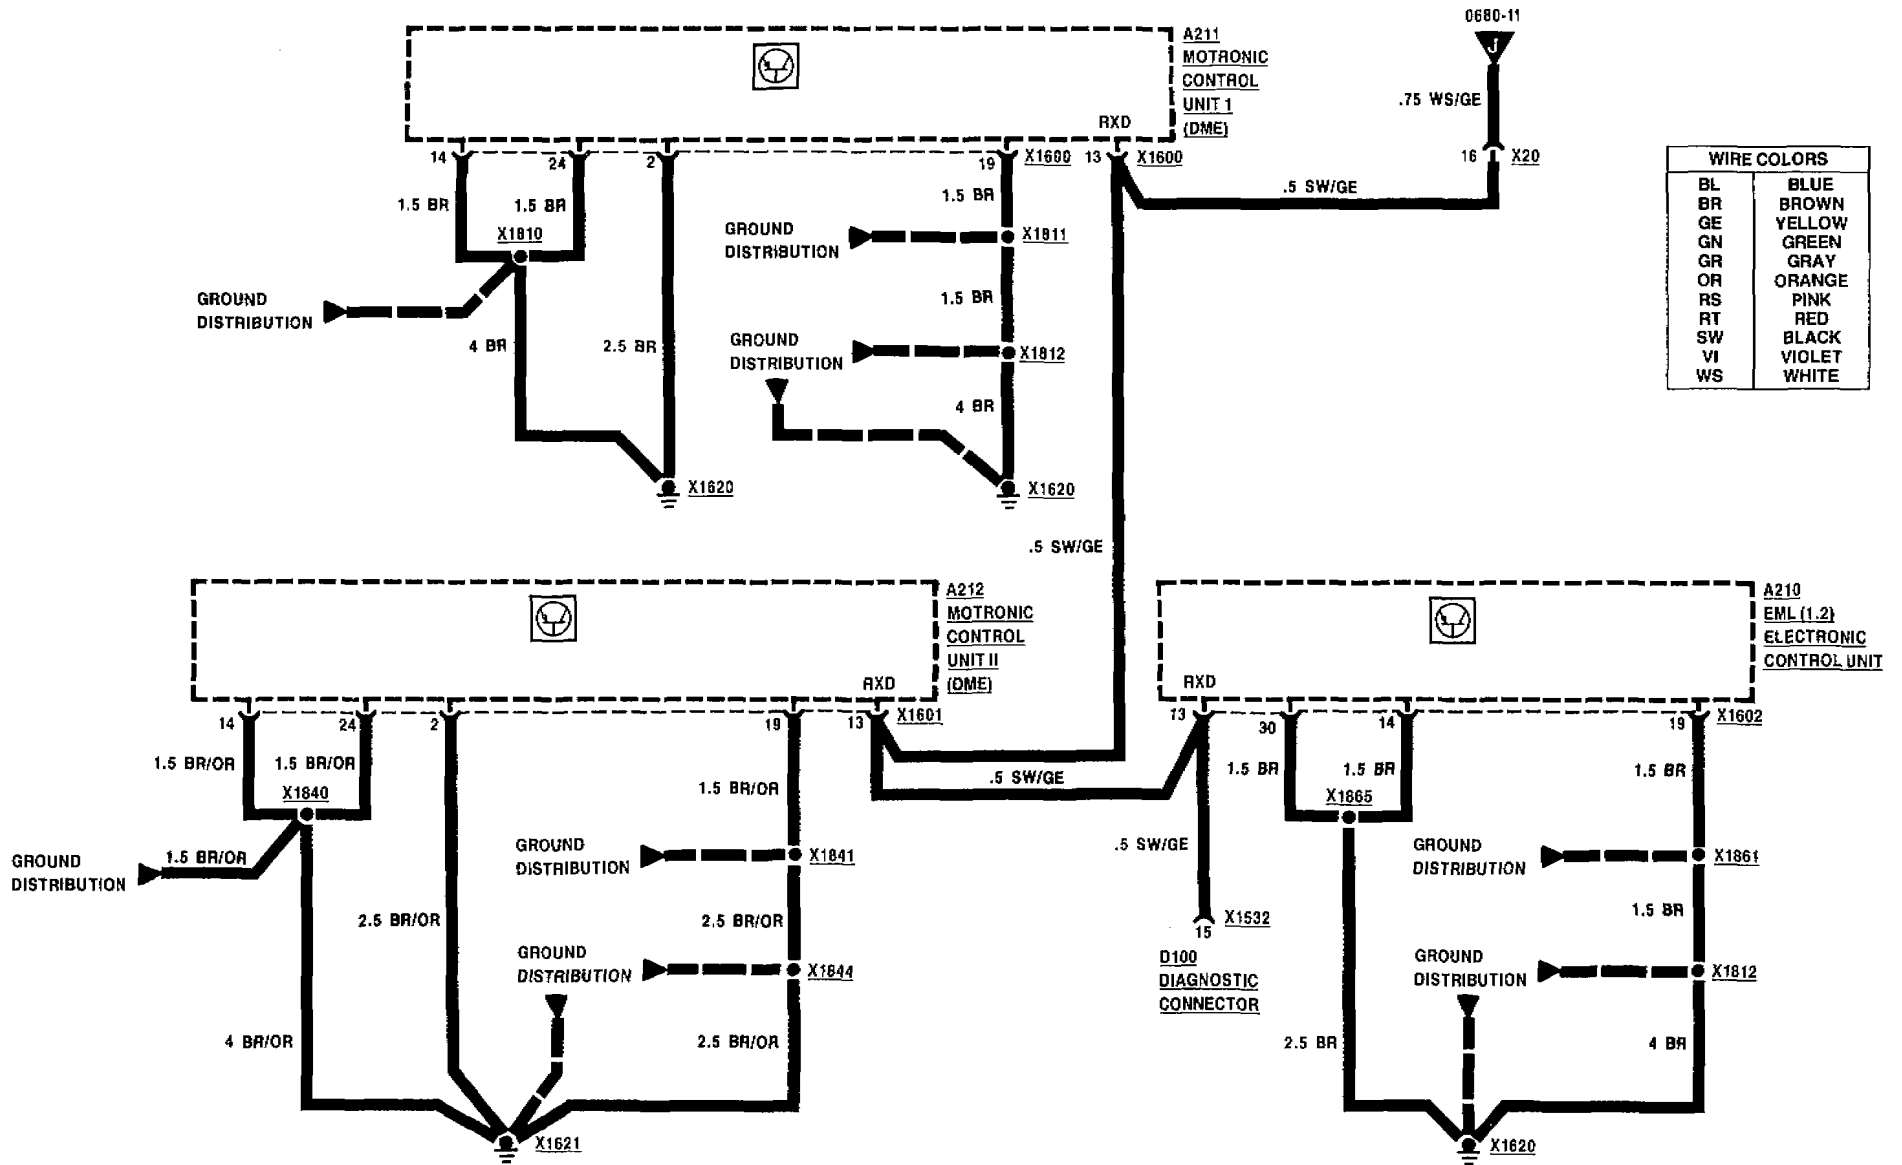 0680-11
J
A211
MOTRONIC
CONTROL
UNIT 1
(DME)
RXD
.75 WS/GE
14
24
2
19
X1600
13
X1600
16
X20
.5 SW/GE
1.5 BR
1.5 BR
1.5 BR
X1810
GROUND
DISTRIBUTION
X1811
GROUND
DISTRIBUTION
1.5 BR
4 BR
2.5 BR
GROUND
DISTRIBUTION
X1812
4 BR
X1620
X1620
.5 SW/GE
WIRE COLORS
BL BLUE
BR BROWN
GE YELLOW
GN GREEN
GR GRAY
OR ORANGE
RS PINK
RT RED
SW BLACK
VI VIOLET
WS WHITE
A212
MOTRONIC
CONTROL
UNIT II
(DME)
RXD
14
24
2
19
13
X1601
1.5 BR/OR
1.5 BR/OR
X1840
1.5 BR/OR
GROUND
DISTRIBUTION
1.5 BR/OR
GROUND
DISTRIBUTION
X1841
2.5 BR/OR
2.5 BR/OR
GROUND
DISTRIBUTION
X1844
4 BR/OR
2.5 BR/OR
X1621
.5 SW/GE
A210
EML (1.2)
ELECTRONIC
CONTROL UNIT
RXD
13
30
14
19
X1602
1.5 BR
1.5 BR
1.5 BR
X1865
.5 SW/GE
GROUND
DISTRIBUTION
X1861
1.5 BR
X1532
15
D100
DIAGNOSTIC
CONNECTOR
GROUND
DISTRIBUTION
X1812
2.5 BR
4 BR
X1620